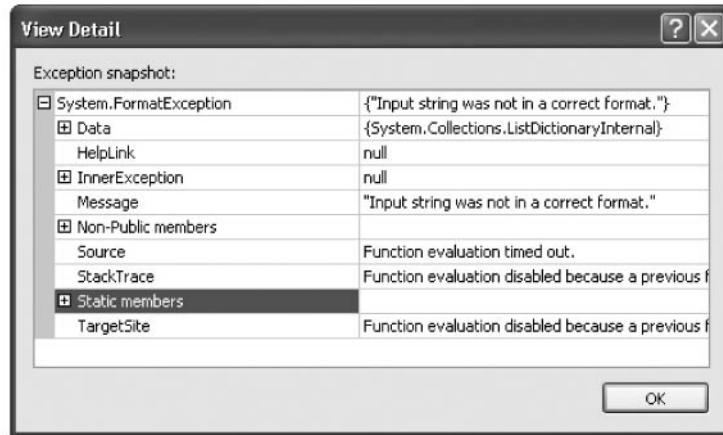 View Detail
Exception snapshot:
System.FormatException {"Input string was not in a correct format."}
Data {System.Collections.ListDictionaryInternal}
HelpLink null
InnerException null
Message "Input string was not in a correct format."
Non-Public members
Source Function evaluation timed out.
StackTrace Function evaluation disabled because a previous f
Static members
TargetSite Function evaluation disabled because a previous f
OK